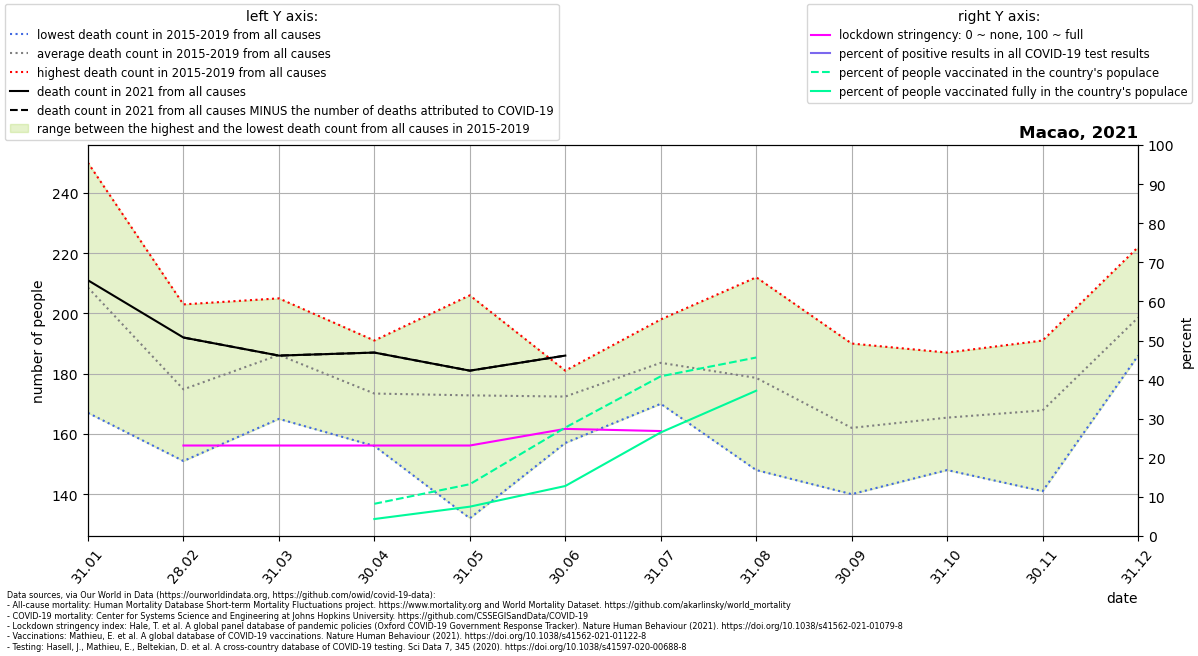 left Y axis:
lowest death count in 2015-2019 from all causes
average death count in 2015-2019 from all causes
highest death count in 2015-2019 from all causes
death count in 2021 from all causes
death count in 2021 from all causes MINUS the number of deaths attributed to COVID-19
range between the highest and the lowest death count from all causes in 2015-2019
right Y axis:
lockdown stringency: 0 ~ none, 100 ~ full
percent of positive results in all COVID-19 test results
percent of people vaccinated in the country's populace
percent of people vaccinated fully in the country's populace
Macao, 2021
number of people
240
220
200
180
160
140
100
90
80
70
60
50
40
30
20
10
0
percent
31.01
28.02
31.03
30.04
31.05
30.06
31.07
31.08
30.09
31.10
30.11
31.12
date
Data sources, via Our World in Data (https://ourworldindata.org, https://github.com/owid/covid-19-data):
- All-cause mortality: Human Mortality Database Short-term Mortality Fluctuations project. https://www.mortality.org and World Mortality Dataset. https://github.com/akarlinsky/world_mortality
- COVID-19 mortality: Center for Systems Science and Engineering at Johns Hopkins University. https://github.com/CSSEGISandData/COVID-19
- Lockdown stringency index: Hale, T. et al. A global panel database of pandemic policies (Oxford COVID-19 Government Response Tracker). Nature Human Behaviour (2021). https://doi.org/10.1038/s41562-021-01079-8
- Vaccinations: Mathieu, E. et al. A global database of COVID-19 vaccinations. Nature Human Behaviour (2021). https://doi.org/10.1038/s41562-021-01122-8
- Testing: Hasell, J., Mathieu, E., Beltekian, D. et al. A cross-country database of COVID-19 testing. Sci Data 7, 345 (2020). https://doi.org/10.1038/s41597-020-00688-8